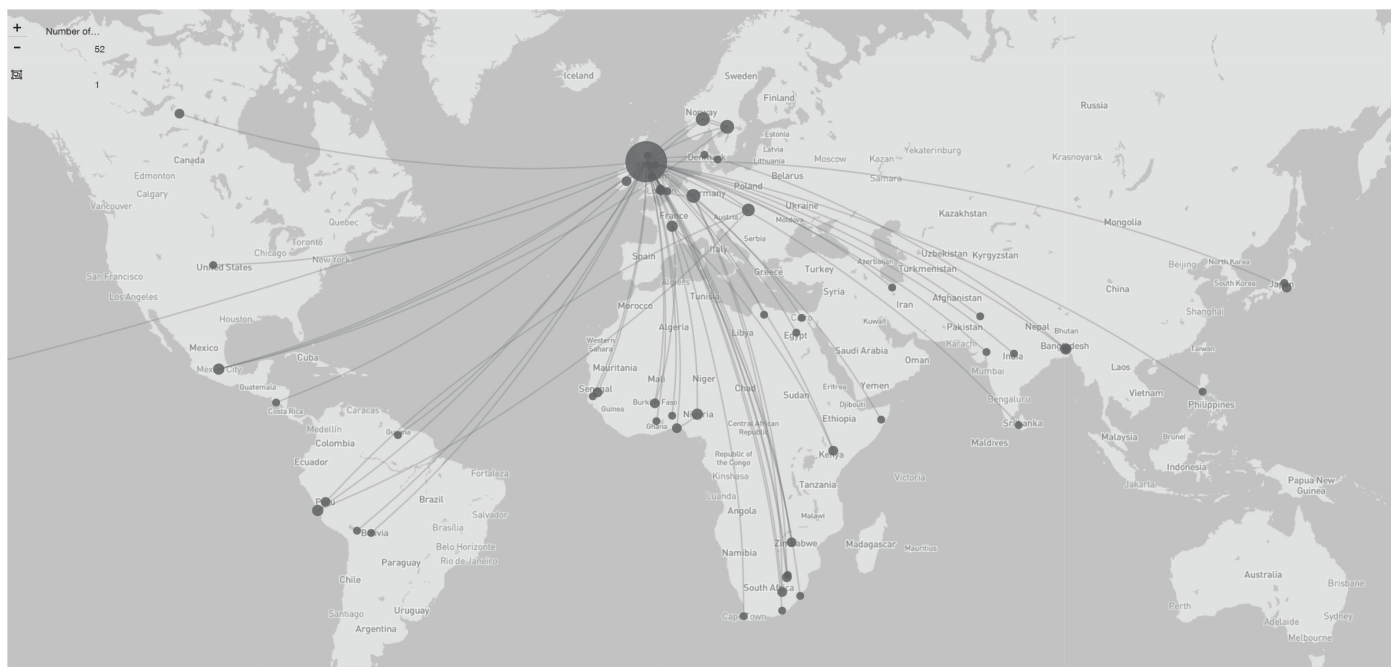 +
Number of...
−
52
1
Iceland
Sweden
Finland
Norway
Russia
Estonia
Latvia
Lithuania
Denmark
Moscow
Kazan
Yekaterinburg
Krasnoyarsk
Samara
Canada
Edmonton
Calgary
Vancouver
Belarus
Poland
Germany
Ukraine
Quebec
Austria
Moldova
Kazakhstan
Mongolia
France
Toronto
Chicago
New York
Serbia
Italy
Spain
Azerbaijan
Uzbekistan
Kyrgyzstan
Beijing
North Korea
United States
San Francisco
Greece
Turkey
Turkmenistan
Algiers
Japan
South Korea
Los Angeles
Tunisia
Syria
Iran
Afghanistan
China
Morocco
Shanghai
Houston
Algeria
Libya
Cairo
Egypt
Kuwait
Pakistan
Karachi
Nepal
Bhutan
Bangladesh
Taiwan
Mexico
Cuba
Western
Sahara
Saudi Arabia
Oman
India
Mumbai
Laos
Mexico City
Mauritania
Guatemala
Senegal
Mali
Niger
Chad
Eritrea
Yemen
Sudan
Vietnam
Philippines
Bengaluru
Costa Rica
Caracas
Guinea
Burkina Faso
Nigeria
Djibouti
Ethiopia
Ghana
Central African
Republic
Sri Lanka
Medellín
Colombia
Guyana
Maldives
Malaysia
Brunei
Ecuador
Republic of
the Congo
Kenya
Indonesia
Fortaleza
Kinshasa
Victoria
Jakarta
Papua New
Guinea
Peru
Brazil
Luanda
Tanzania
Salvador
Angola
Malawi
Bolivia
Brasília
Zimbabwe
Madagascar
Mauritius
Belo Horizonte
Rio de Janeiro
Namibia
Paraguay
Chile
South Africa
Australia
Brisbane
Perth
Santiago
Uruguay
Cape Town
Adelaide
Sydney
Argentina
Melbourne